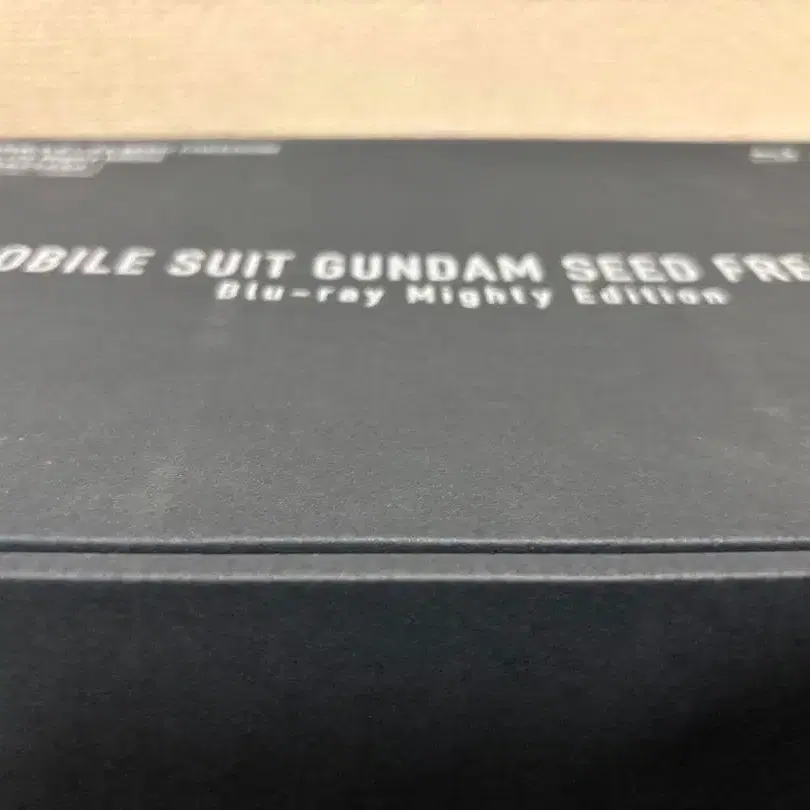 OBILE SUIT GUNDAM SEED FRE
Blu-ray Mighty Edition